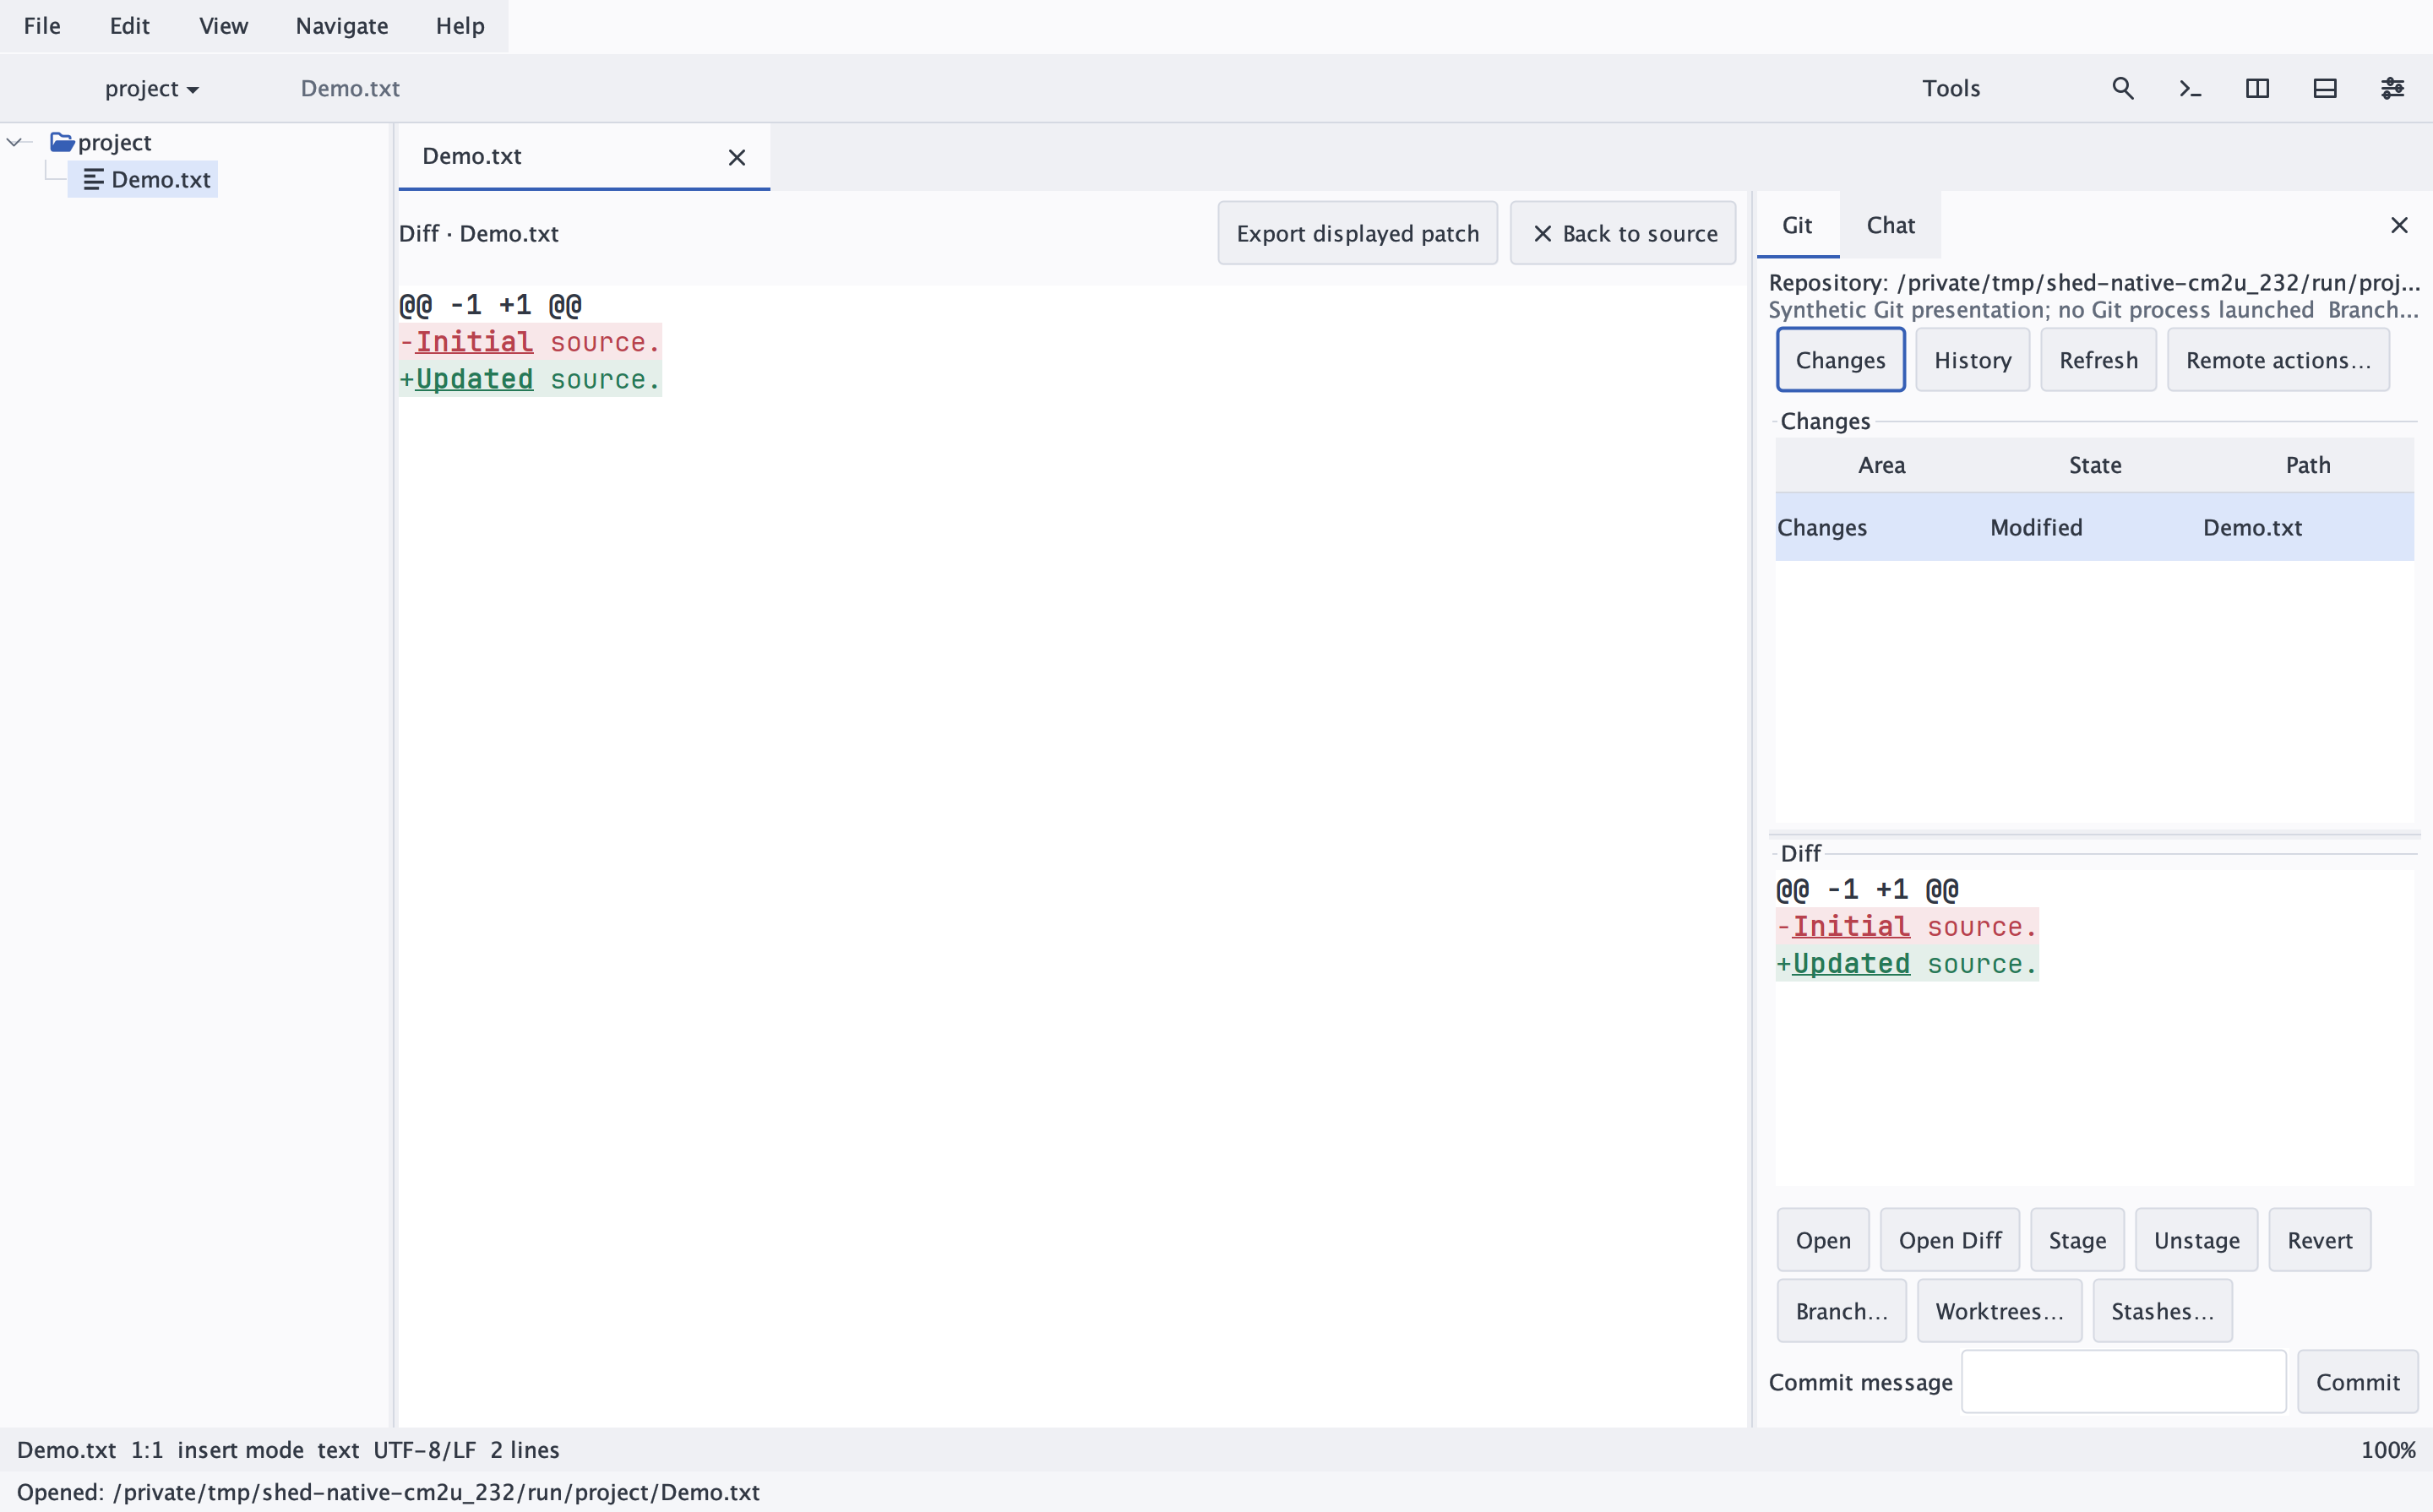 File Edit View Navigate Help
project Demo.txt Tools
project
Demo.txt
Demo.txt
Diff · Demo.txt Export displayed patch Back to source
@@ -1 +1 @@
-Initial source.
+Updated source.
Git Chat
Repository: /private/tmp/shed-native-cm2u_232/run/proj...
Synthetic Git presentation; no Git process launched Branch...
Changes History Refresh Remote actions...
Changes
Area State Path
Changes Modified Demo.txt
Diff
@@ -1 +1 @@
-Initial source.
+Updated source.
Open Open Diff Stage Unstage Revert
Branch... Worktrees... Stashes...
Commit message Commit
Demo.txt 1:1 insert mode text UTF-8/LF 2 lines 100%
Opened: /private/tmp/shed-native-cm2u_232/run/project/Demo.txt